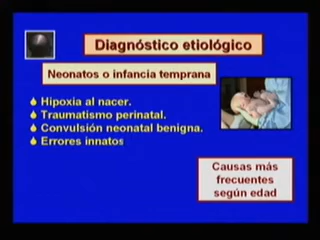 Diagnóstico etiológico
Neonatos o infancia temprana
Hipoxia al nacer.
Traumatismo perinatal.
Convulsión neonatal benigna.
Errores innatos
Causas más
frecuentes
según edad